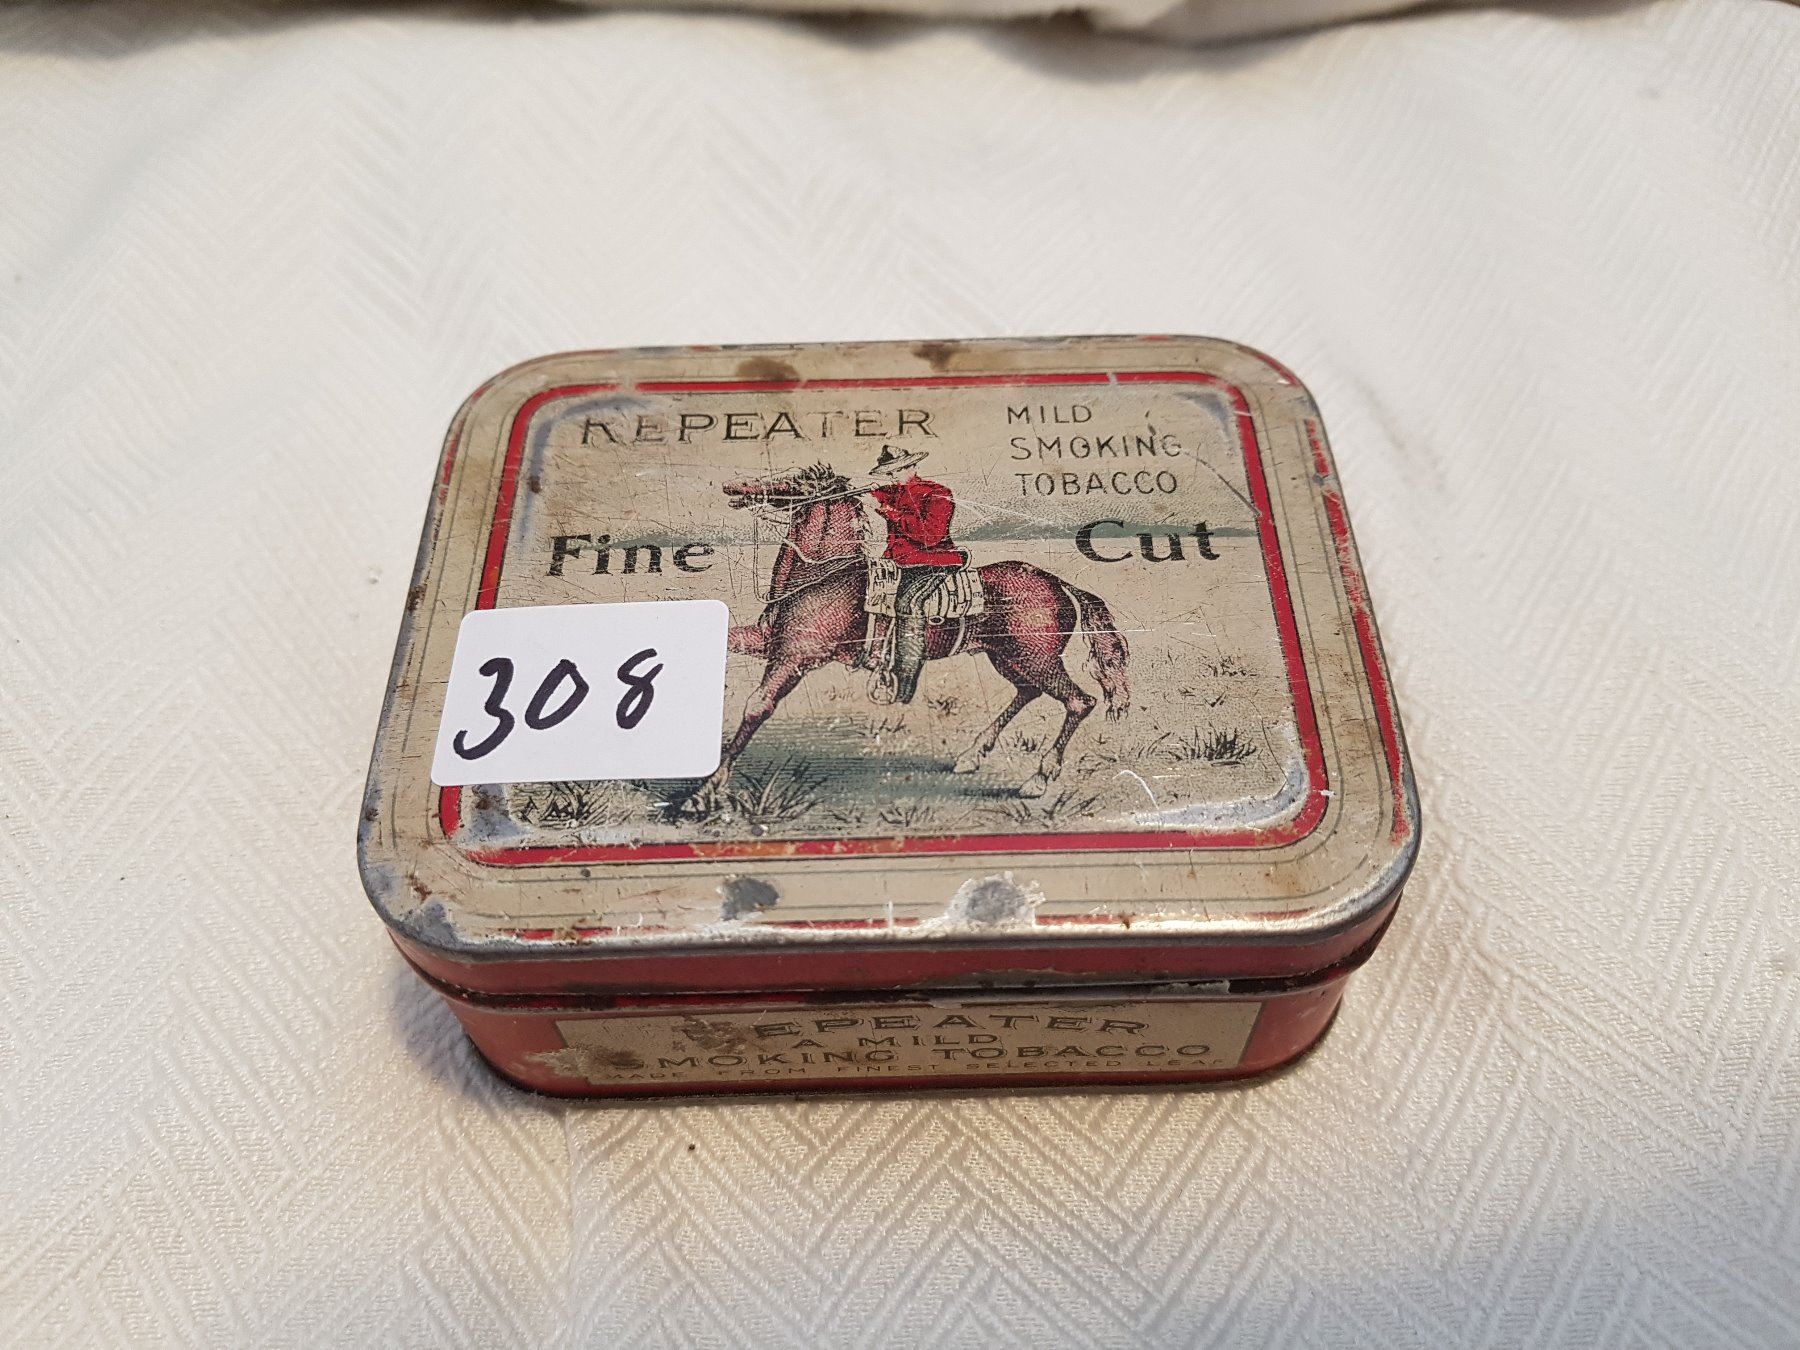 REPEATER
MILD
SMOKING
TOBACCO
Fine Cut
308
REPEATER
A MILD
SMOKING TOBACCO
MADE FROM FINEST SELECTED LEAF